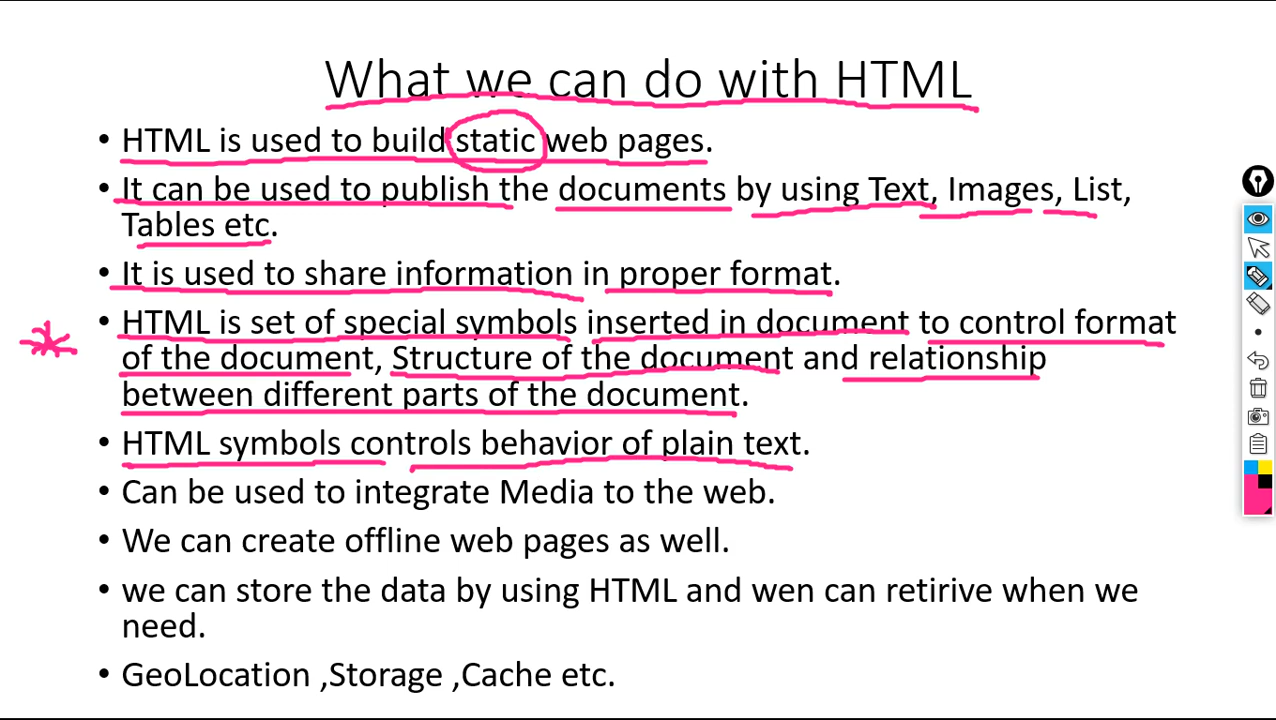 What we can do with HTML
• HTML is used to build static web pages.
• It can be used to publish the documents by using Text, Images, List,
Tables etc.
• It is used to share information in proper format.
• HTML is set of special symbols inserted in document to control format
of the document, Structure of the document and relationship
between different parts of the document.
• HTML symbols controls behavior of plain text.
• Can be used to integrate Media to the web.
• We can create offline web pages as well.
• we can store the data by using HTML and wen can retirive when we
need.
• GeoLocation ,Storage ,Cache etc.